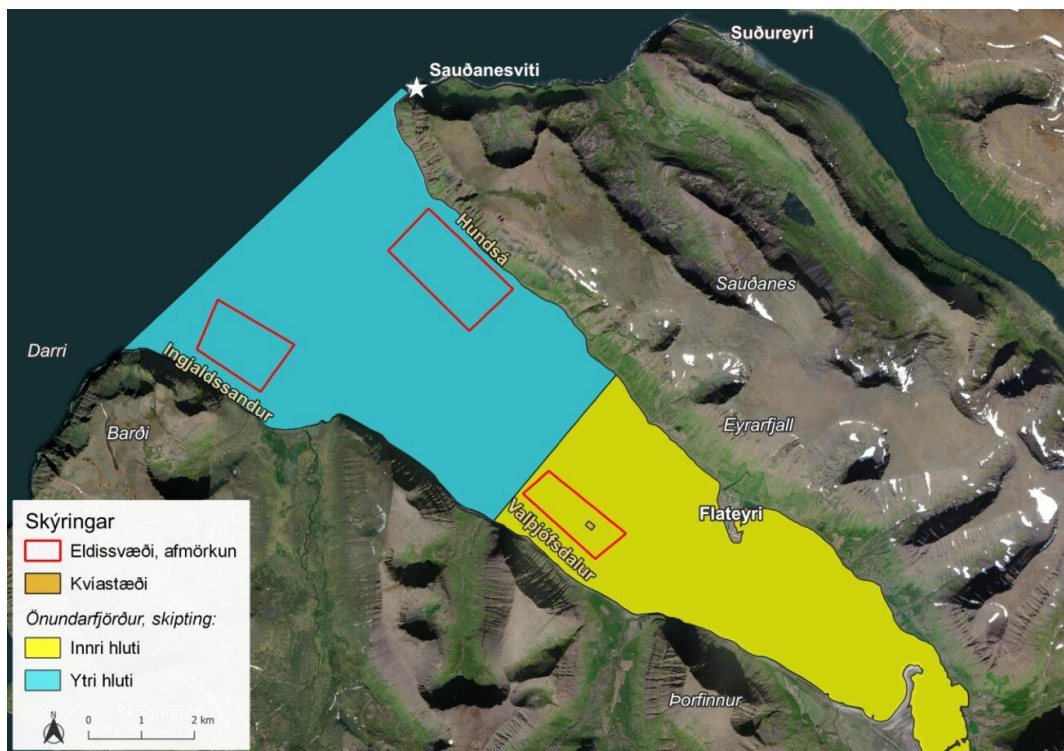 Suðureyri
Sauðanesviti
Hundsá
Sauðanes
Darri
Ingjaldssandur
Barði
Eyrarfjall
Valþjófsdalur
Flateyri
Þorfinnur
Skagafjall
Skýringar
Eldissvæði, afmörkun
Kvíastæði
Önundarfjörður, skipting:
Innri hluti
Ytri hluti
N
0 1 2 km